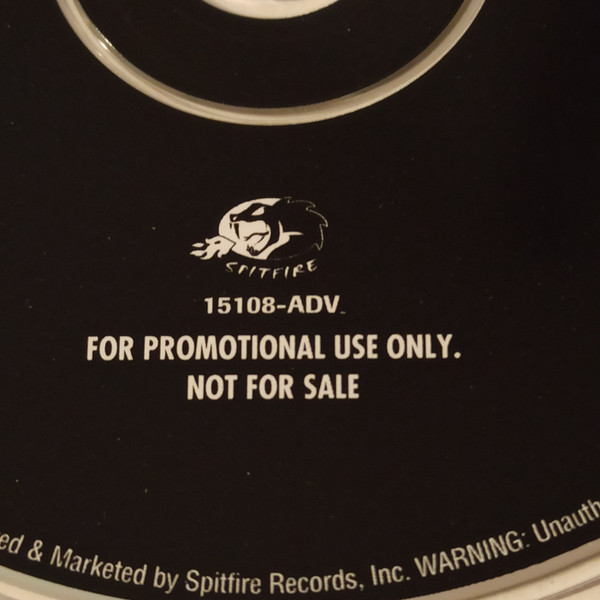 SPITFIRE
15108-ADV
FOR PROMOTIONAL USE ONLY.
NOT FOR SALE
ed & Marketed by Spitfire Records, Inc. WARNING: Unauth